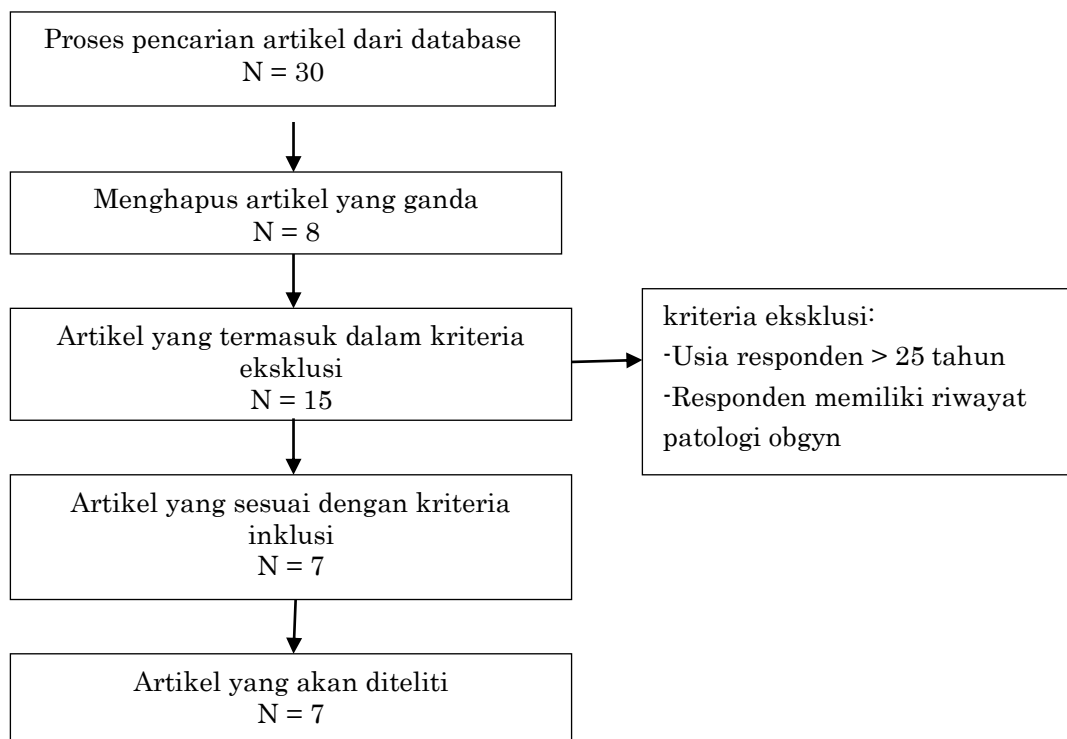 Proses pencarian artikel dari database
N = 30
Menghapus artikel yang ganda
N = 8
Artikel yang termasuk dalam kriteria
eksklusi
N = 15
kriteria eksklusi:
-Usia responden > 25 tahun
-Responden memiliki riwayat
patologi obgyn
Artikel yang sesuai dengan kriteria
inklusi
N = 7
Artikel yang akan diteliti
N = 7